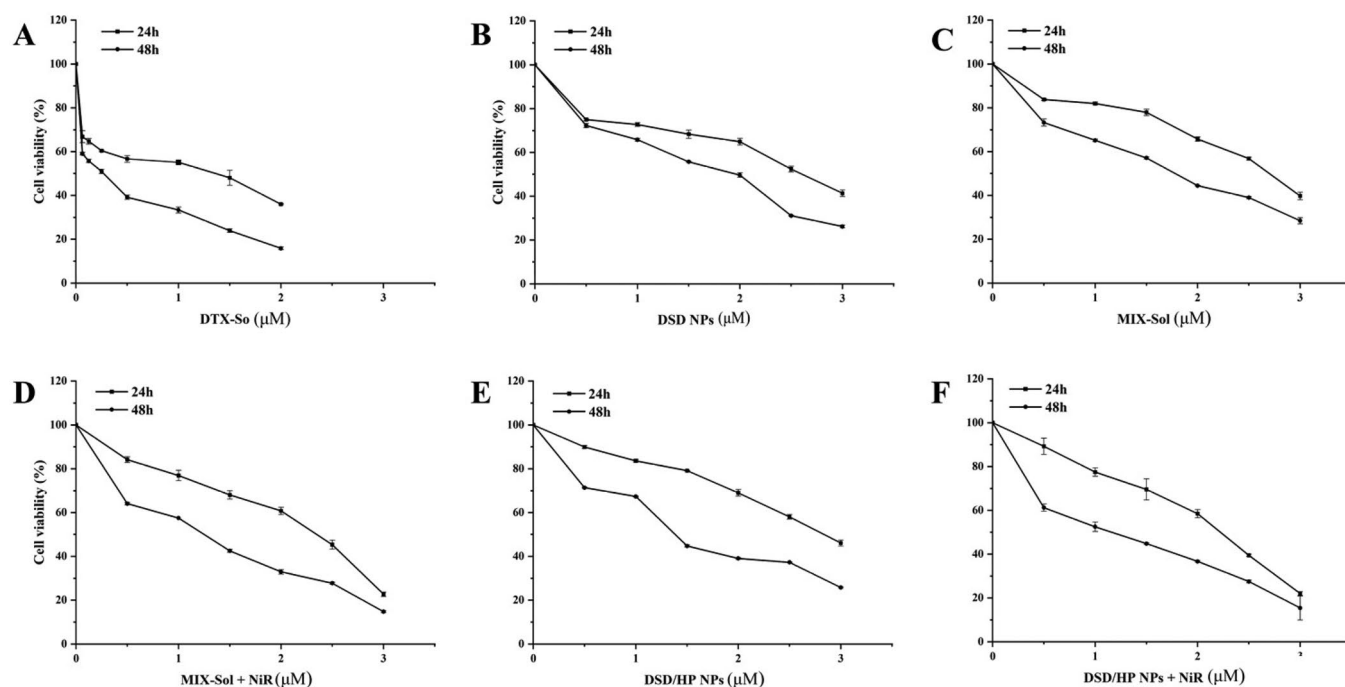 A
120
100
80
60
40
20
0
Cell viability (%)
24h
48h
0 1 2 3
DTX-So (μM)
B
120
100
80
60
40
20
0
Cell viability (%)
24h
48h
0 1 2 3
DSD NPs (μM)
C
120
100
80
60
40
20
0
24h
48h
0 1 2 3
MIX-Sol (μM)
D
120
100
80
60
40
20
0
Cell viability (%)
24h
48h
0 1 2 3
MIX-Sol + NiR (μM)
E
120
100
80
60
40
20
0
24h
48h
0 1 2 3
DSD/HP NPs (μM)
F
120
100
80
60
40
20
0
24h
48h
0 1 2 3
DSD/HP NPs + NiR (μM)